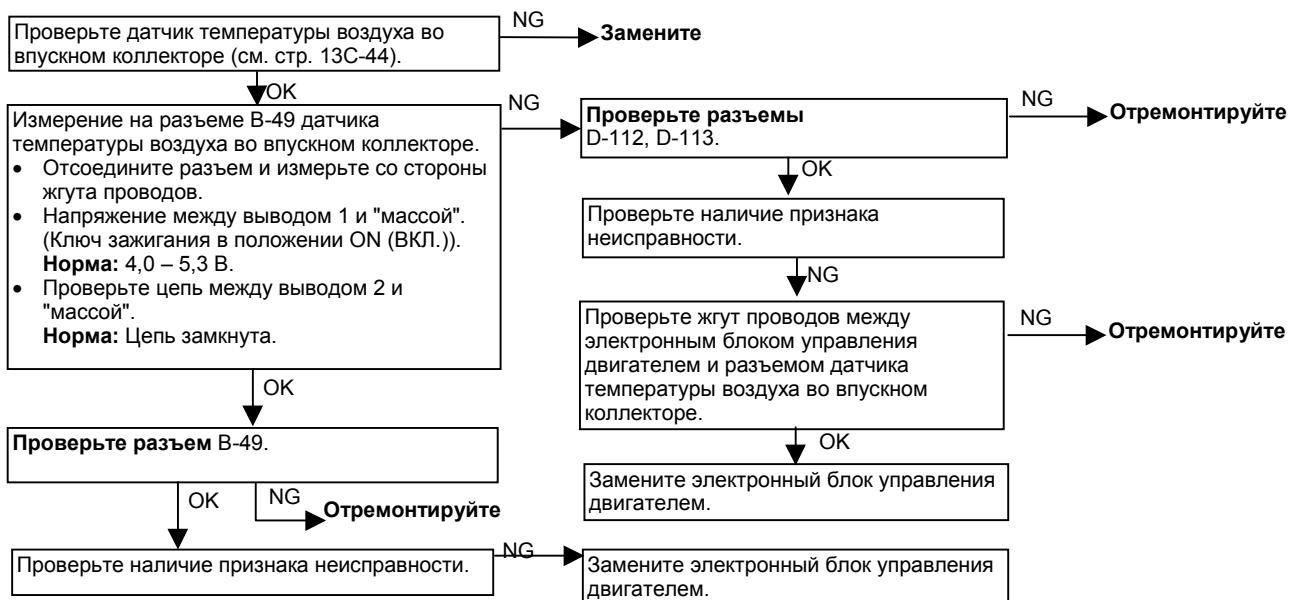 Проверьте датчик температуры воздуха во
впускном коллекторе (см. стр. 13C-44).
NG
Замените
OK
Измерение на разъеме B-49 датчика
температуры воздуха во впускном коллекторе.
• Отсоедините разъем и измерьте со стороны
жгута проводов.
• Напряжение между выводом 1 и "массой".
(Ключ зажигания в положении ON (ВКЛ.)).
Норма: 4,0 – 5,3 В.
• Проверьте цепь между выводом 2 и
"массой".
Норма: Цепь замкнута.
NG
Проверьте разъемы
D-112, D-113.
NG
Отремонтируйте
OK
Проверьте наличие признака
неисправности.
NG
Проверьте жгут проводов между
электронным блоком управления
двигателем и разъемом датчика
температуры воздуха во впускном
коллекторе.
NG
Отремонтируйте
OK
Замените электронный блок управления
двигателем.
OK
Проверьте разъем B-49.
OK
NG
Отремонтируйте
Проверьте наличие признака неисправности.
NG
Замените электронный блок управления
двигателем.